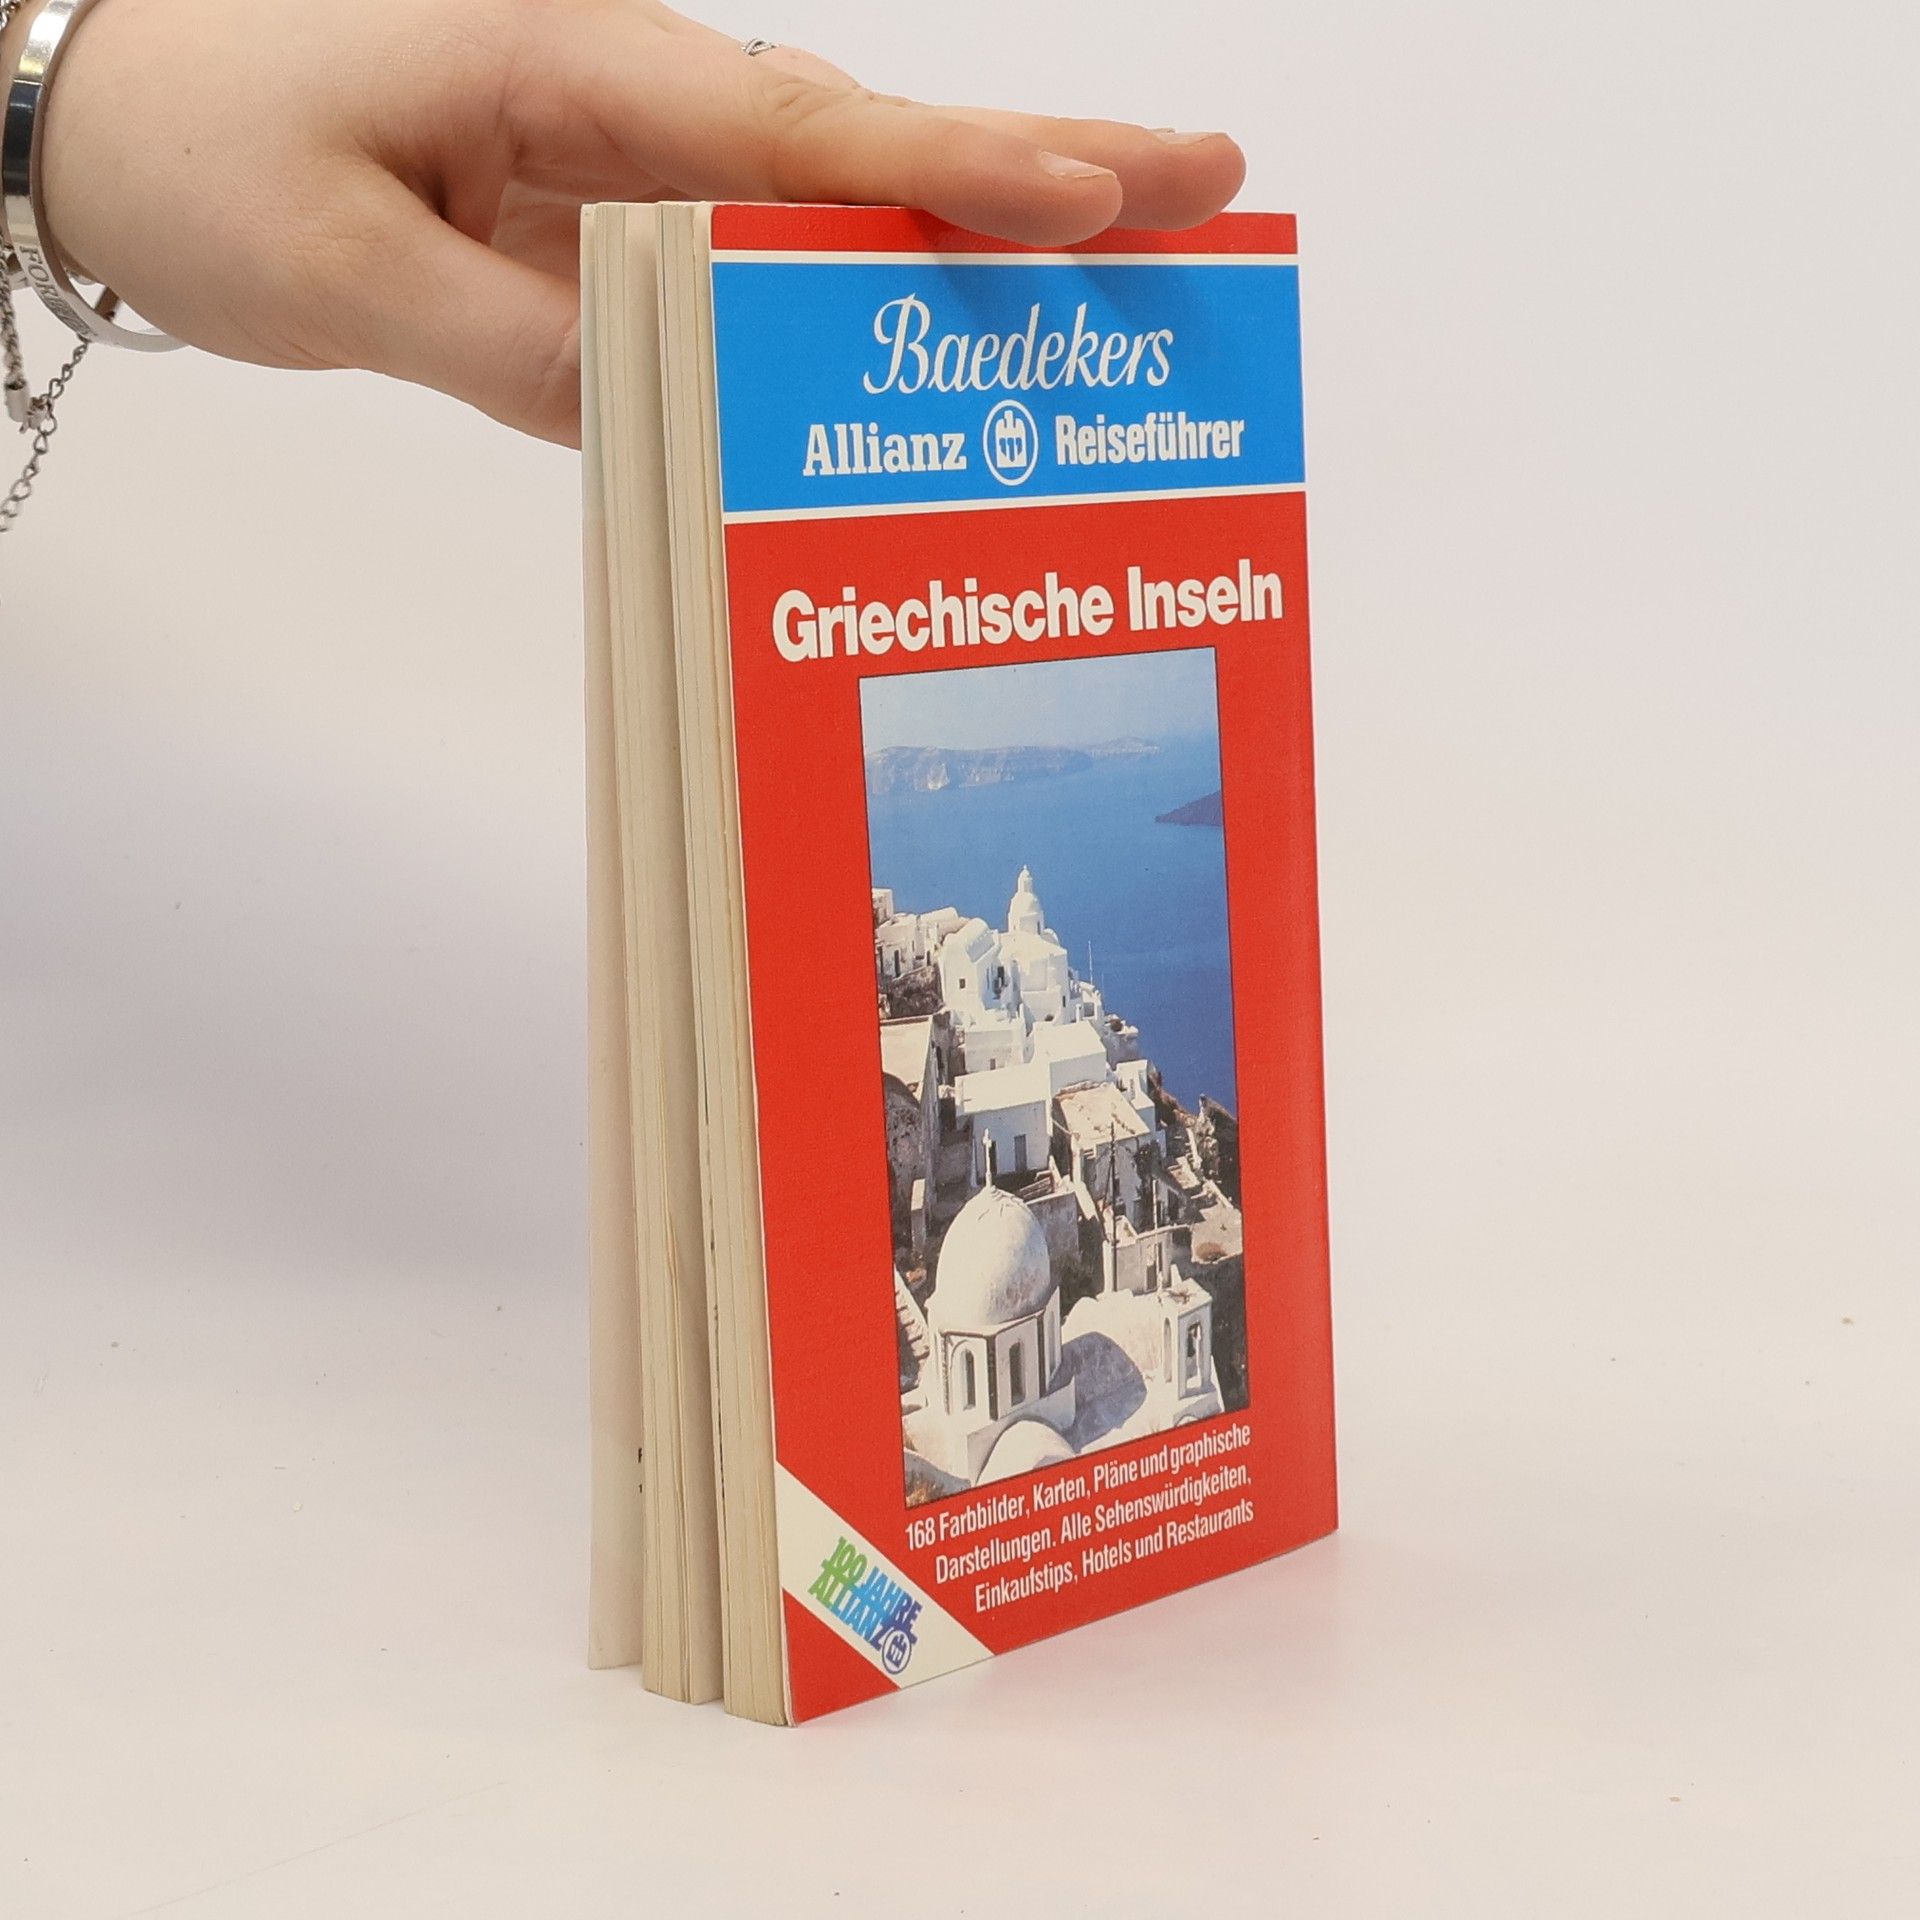 Baedekers
Allianz Reiseführer
Griechische Inseln
168 Farbbilder, Karten, Pläne und graphische
Darstellungen. Alle Sehenswürdigkeiten,
Einkaufstips, Hotels und Restaurants
100 JAHRE
ALLIANZ